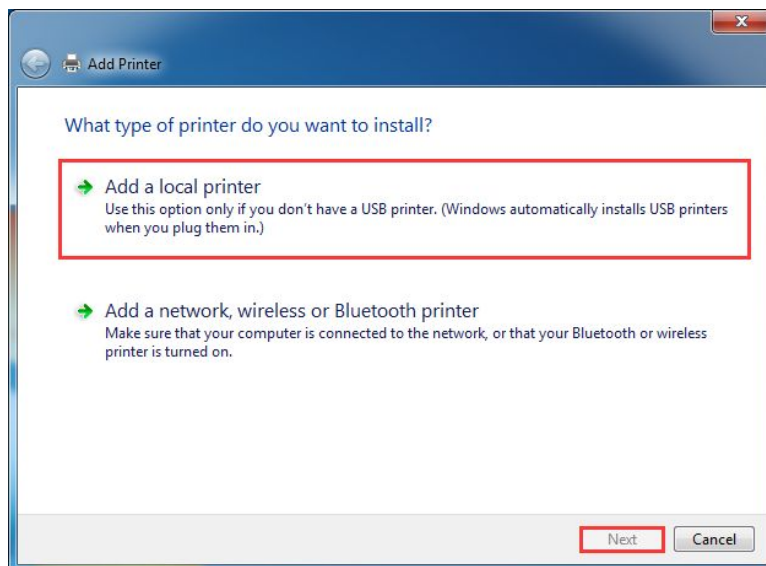 Add Printer
What type of printer do you want to install?
Add a local printer
Use this option only if you don't have a USB printer. (Windows automatically installs USB printers
when you plug them in.)
Add a network, wireless or Bluetooth printer
Make sure that your computer is connected to the network, or that your Bluetooth or wireless
printer is turned on.
Next Cancel